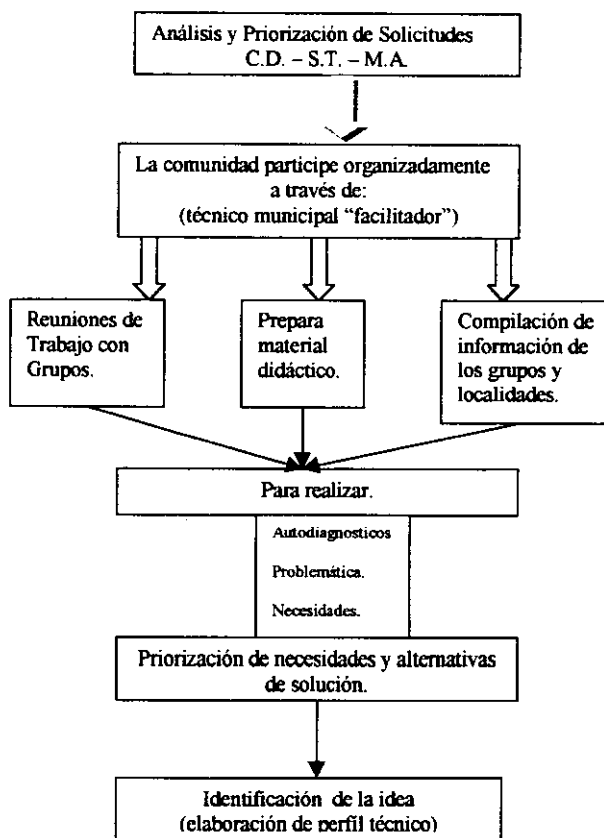 Análisis y Priorización de Solicitudes
C.D. – S.T. – M.A.
La comunidad participe organizadamente
a través de:
(técnico municipal “facilitador”)
Reuniones de
Trabajo con
Grupos.
Prepara
material
didáctico.
Compilación de
información de
los grupos y
localidades.
Para realizar.
Autodiagnosticos
Problemática.
Necesidades.
Priorización de necesidades y alternativas
de solución.
Identificación de la idea
(elaboración de perfil técnico)